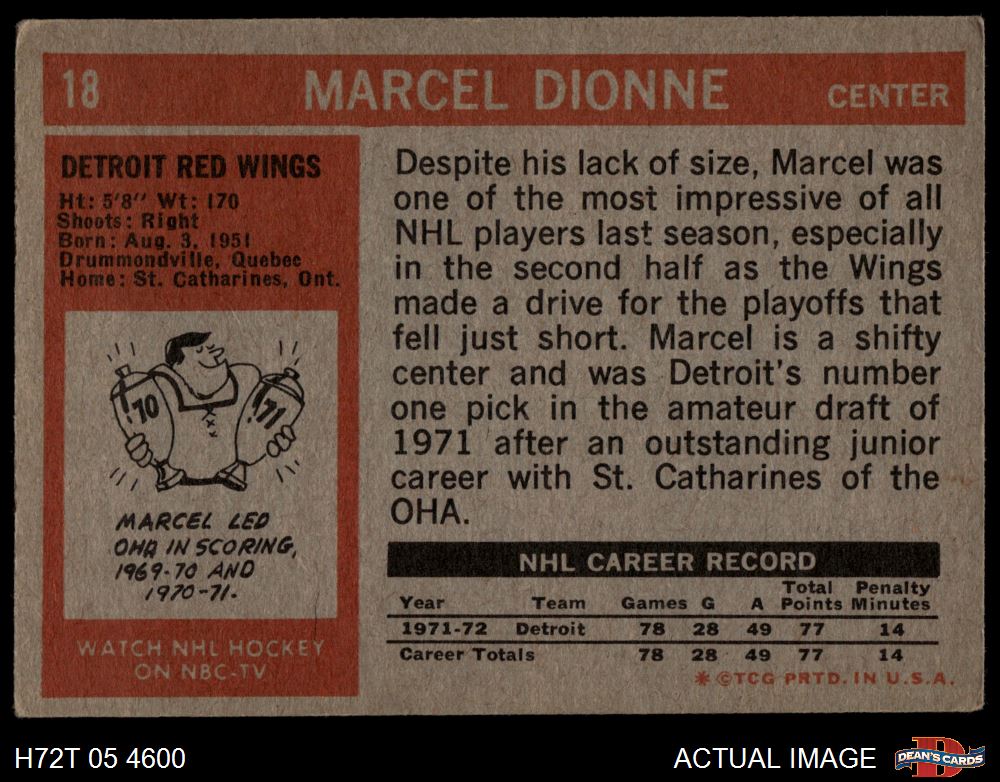 18 MARCEL DIONNE CENTER
DETROIT RED WINGS
Ht: 5'8" Wt: 170
Shoots: Right
Born: Aug. 3, 1951
Drummondville, Quebec
Home: St. Catharines, Ont.
'70 '71
MARCEL LED
OHA IN SCORING,
1969-70 AND
1970-71.
WATCH NHL HOCKEY
ON NBC-TV
Despite his lack of size, Marcel was
one of the most impressive of all
NHL players last season, especially
in the second half as the Wings
made a drive for the playoffs that
fell just short. Marcel is a shifty
center and was Detroit's number
one pick in the amateur draft of
1971 after an outstanding junior
career with St. Catharines of the
OHA.
NHL CAREER RECORD
Year Team Games G A Total Points Penalty Minutes
1971-72 Detroit 78 28 49 77 14
Career Totals 78 28 49 77 14
* ©TCG PRTD. IN U.S.A.
H72T 05 4600 ACTUAL IMAGE D DEAN'S CARDS